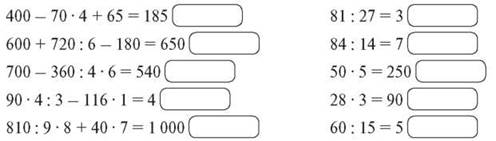 400 – 70 · 4 + 65 = 185
600 + 720 : 6 – 180 = 650
700 – 360 : 4 · 6 = 540
90 · 4 : 3 – 116 · 1 = 4
810 : 9 · 8 + 40 · 7 = 1 000
81 : 27 = 3
84 : 14 = 7
50 · 5 = 250
28 · 3 = 90
60 : 15 = 5